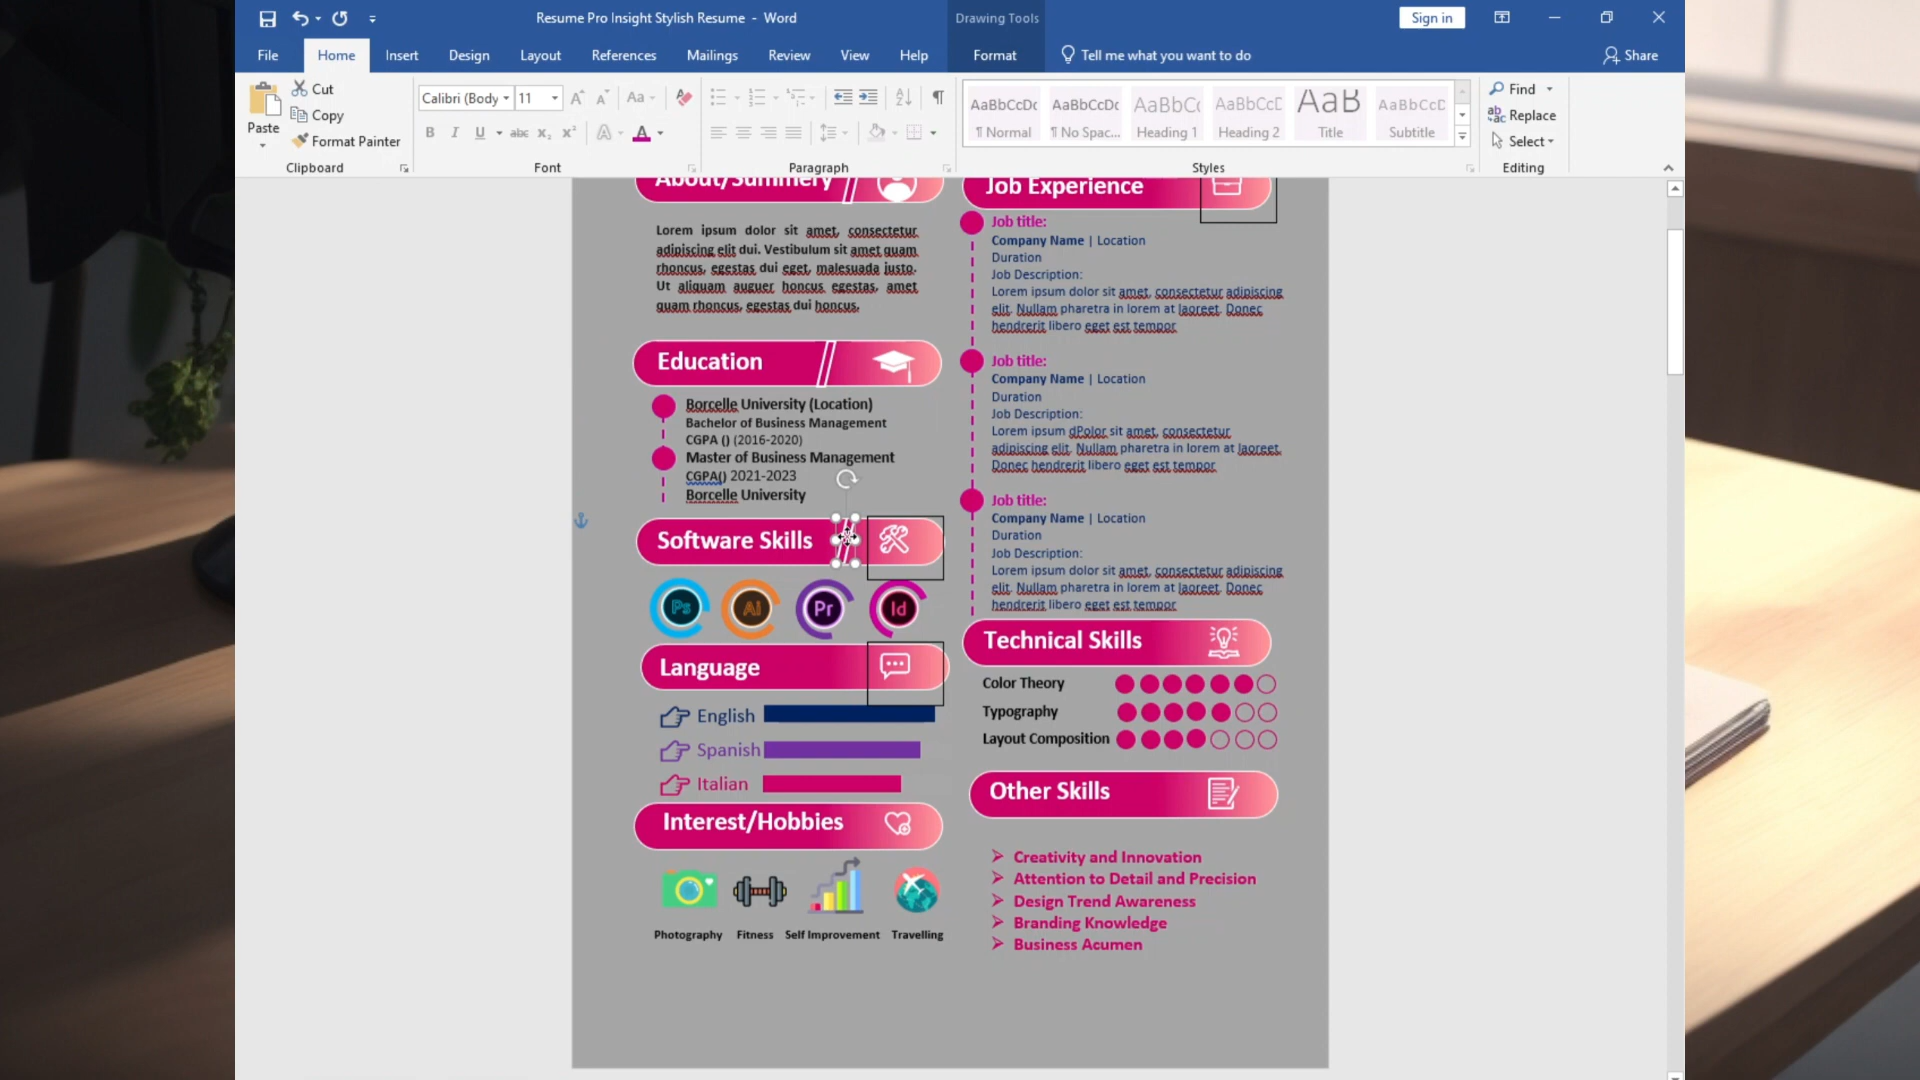 Resume Pro Insight Stylish Resume - Word
Drawing Tools
Sign in
File
Home
Insert
Design
Layout
References
Mailings
Review
View
Help
Format
Tell me what you want to do
Share
Paste
Cut
Copy
Format Painter
Clipboard
Calibri (Body
11
Font
Paragraph
AaBbCcDc
¶ Normal
AaBbCcDc
¶ No Spac...
AaBbCc
Heading 1
AaBbCcD
Heading 2
AaB
Title
AaBbCcD
Subtitle
Styles
Find
Replace
Select
Editing
About/Summery
Lorem ipsum dolor sit amet, consectetur
adipiscing elit dui. Vestibulum sit amet quam
rhoncus, egestas dui eget, malesuada justo.
Ut aliquam auguer honcus egestas, amet
quam rhoncus, egestas dui honcus,
Education
Borcelle University (Location)
Bachelor of Business Management
CGPA () (2016-2020)
Master of Business Management
CGPA() 2021-2023
Borcelle University
Software Skills
Ps
Ai
Pr
Id
Language
English
Spanish
Italian
Interest/Hobbies
Photography
Fitness
Self Improvement
Travelling
Job Experience
Job title:
Company Name | Location
Duration
Job Description:
Lorem ipsum dolor sit amet, consectetur adipiscing
elit. Nullam pharetra in lorem at laoreet. Donec
hendrerit libero eget est tempor
Job title:
Company Name | Location
Duration
Job Description:
Lorem ipsum dPolor sit amet, consectetur
adipiscing elit. Nullam pharetra in lorem at laoreet.
Donec hendrerit libero eget est tempor
Job title:
Company Name | Location
Duration
Job Description:
Lorem ipsum dolor sit amet, consectetur adipiscing
elit. Nullam pharetra in lorem at laoreet. Donec
hendrerit libero eget est tempor
Technical Skills
Color Theory
Typography
Layout Composition
Other Skills
Creativity and Innovation
Attention to Detail and Precision
Design Trend Awareness
Branding Knowledge
Business Acumen